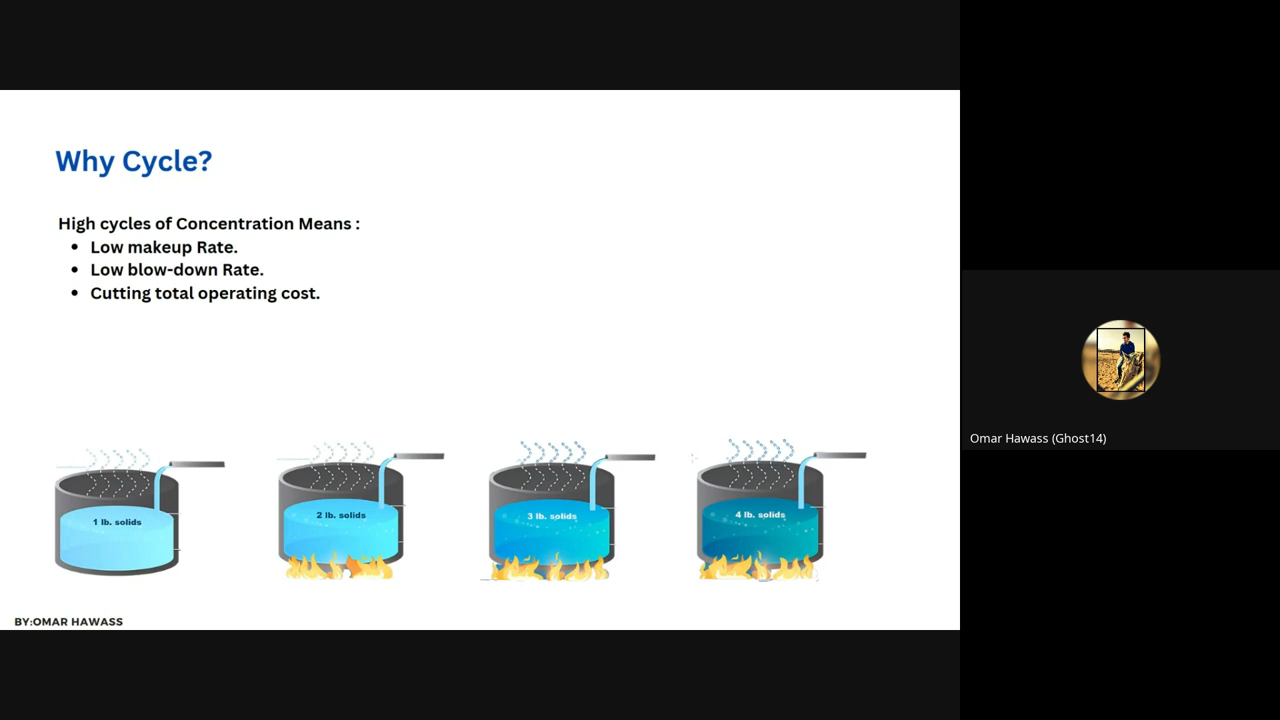 Why Cycle?
High cycles of Concentration Means :
• Low makeup Rate.
• Low blow-down Rate.
• Cutting total operating cost.
1 lb. solids
2 lb. solids
3 lb. solids
4 lb. solids
BY:OMAR HAWASS
Omar Hawass (Ghost14)